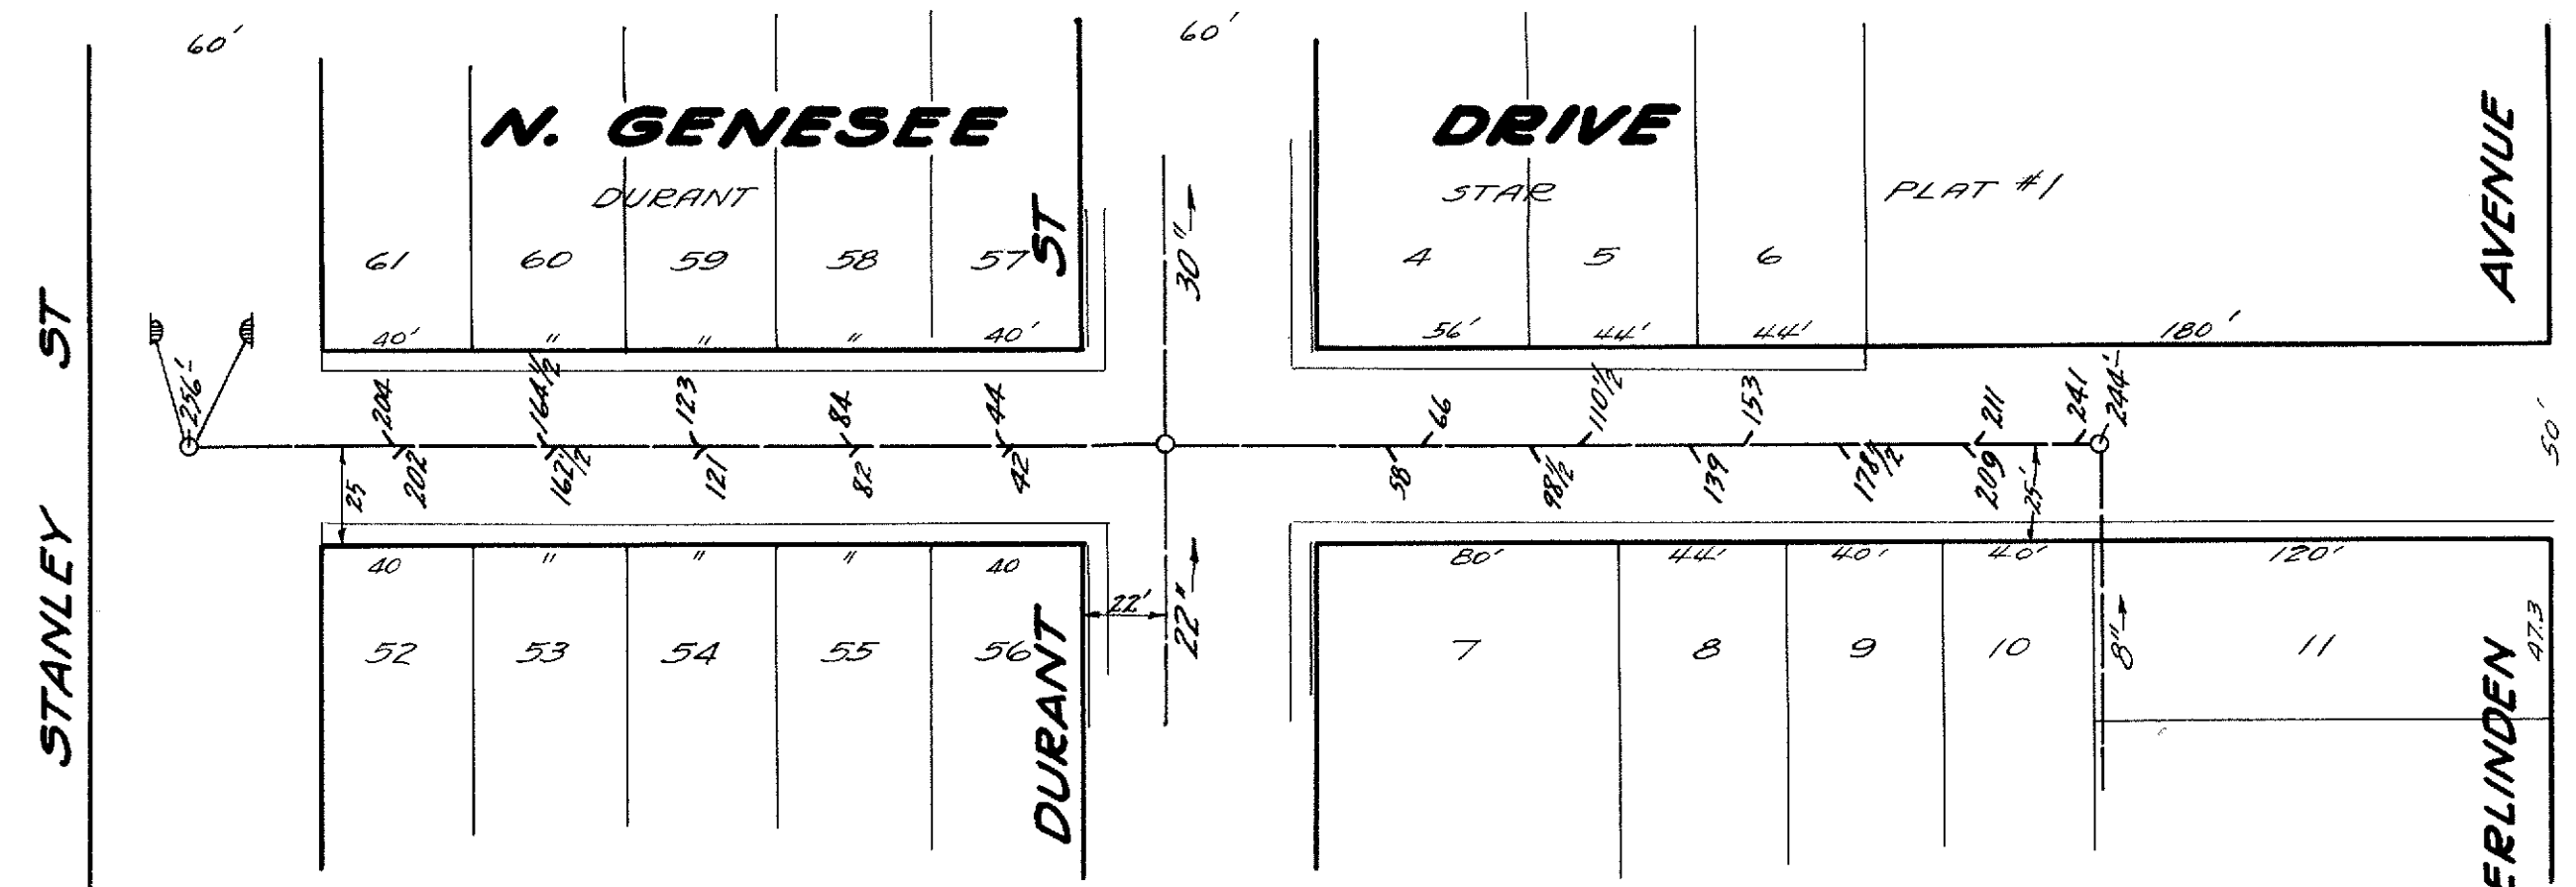 60'
60'
N. GENESEE DRIVE
DURANT STAR PLAT #1
61 60 59 58 57 4 5 6
40' " " " 40' 56' 44' 44' 180'
STANLEY ST
DURANT ST
AVENUE
ERLINDEN
30"
256'
204 164½ 123 84 44 66 110½ 153 211 241 244'
202 162½ 121 82 42 58 98½ 139 178½ 209
25 25' 50'
40 " " " 40 80' 44' 40' 40' 120'
22' 22" 8" 47.3
52 53 54 55 56 7 8 9 10 11